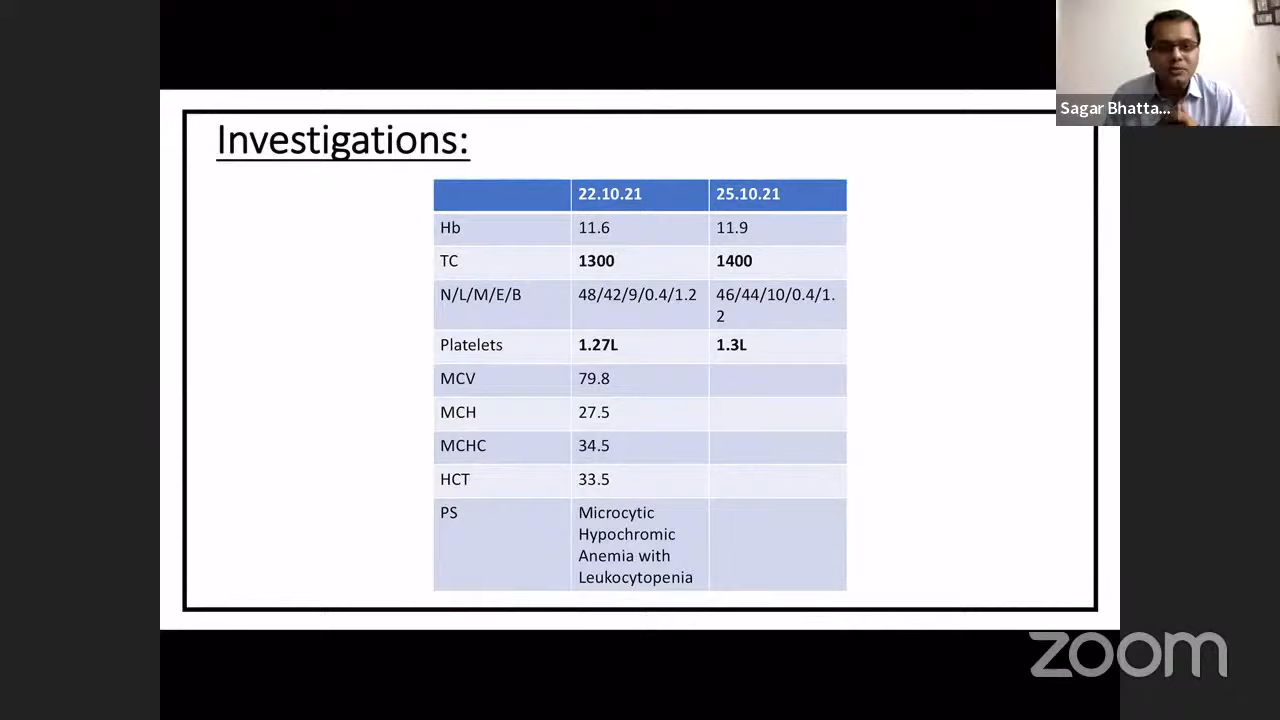 Sagar Bhatta...
Investigations:
22.10.21 25.10.21
Hb 11.6 11.9
TC 1300 1400
N/L/M/E/B 48/42/9/0.4/1.2 46/44/10/0.4/1.
2
Platelets 1.27L 1.3L
MCV 79.8
MCH 27.5
MCHC 34.5
HCT 33.5
PS Microcytic
Hypochromic
Anemia with
Leukocytopenia
zoom